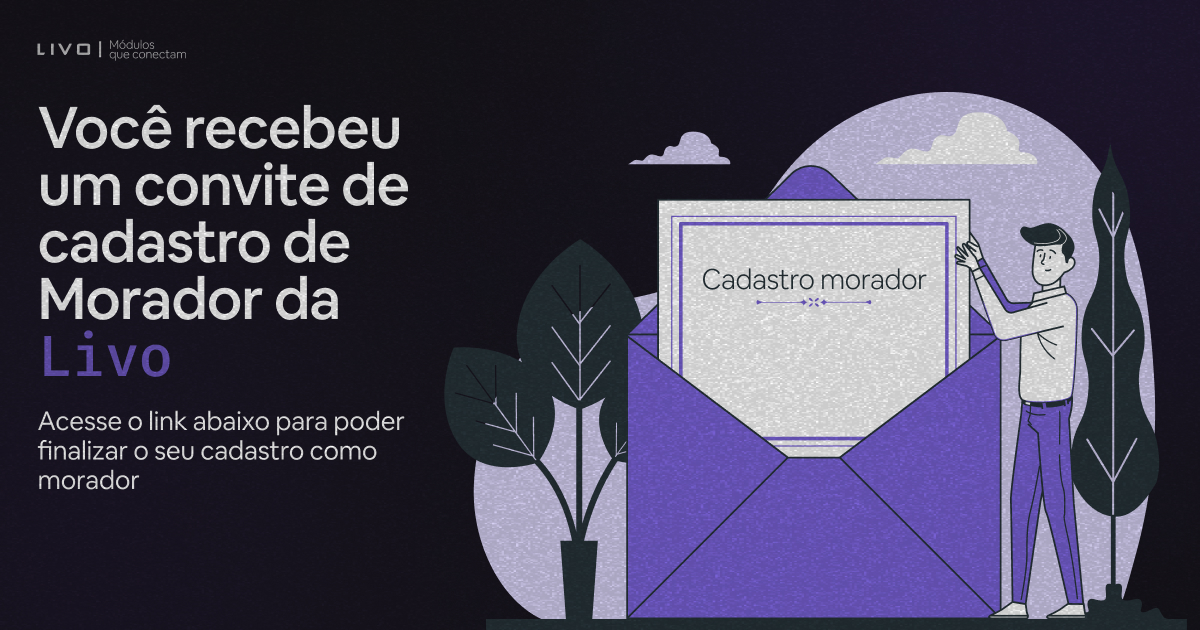 LIVO | Módulos
que conectam
Você recebeu
um convite de
cadastro de
Morador da
Livo
Acesse o link abaixo para poder
finalizar o seu cadastro como
morador
Cadastro morador